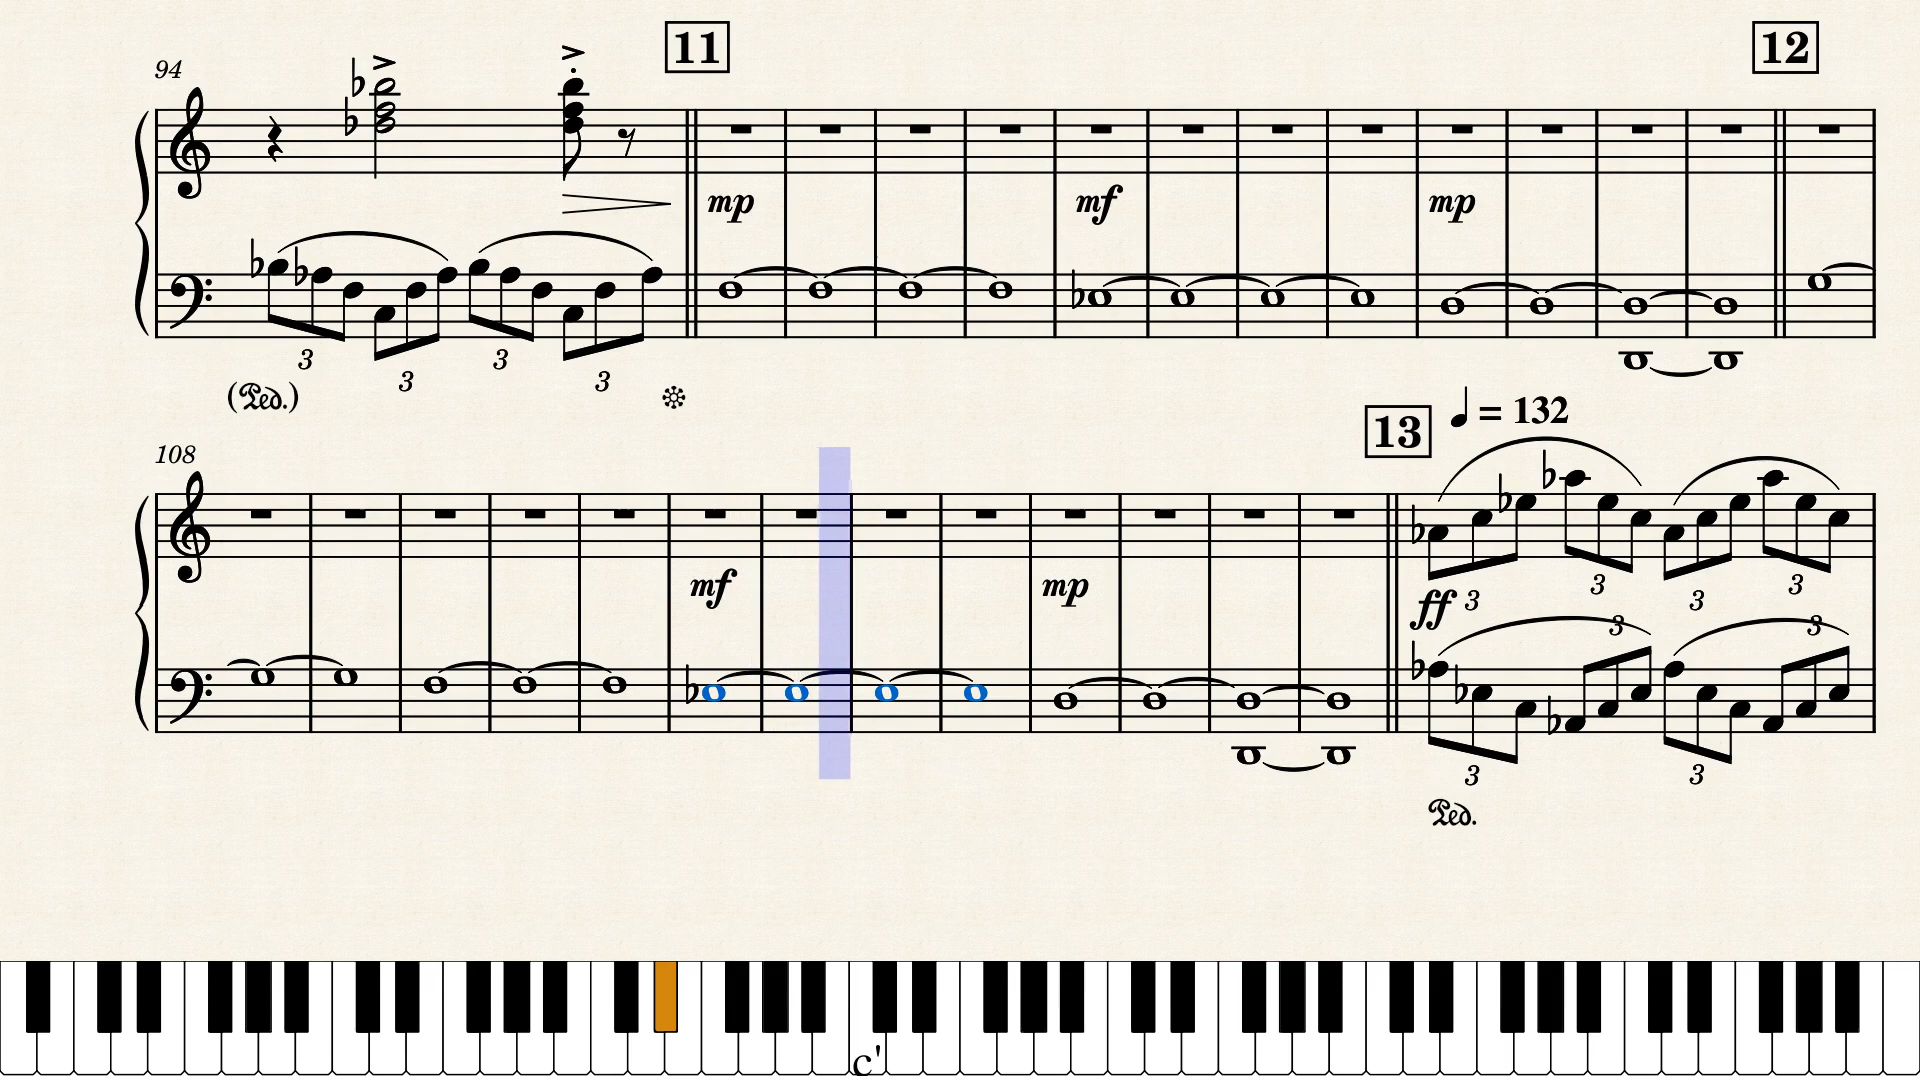 11
12
94
mp mf mp
3 3 3 3
(Ped.)
13 = 132
108
mf mp ff 3 3 3 3
3 3
3 3
Ped.
c'